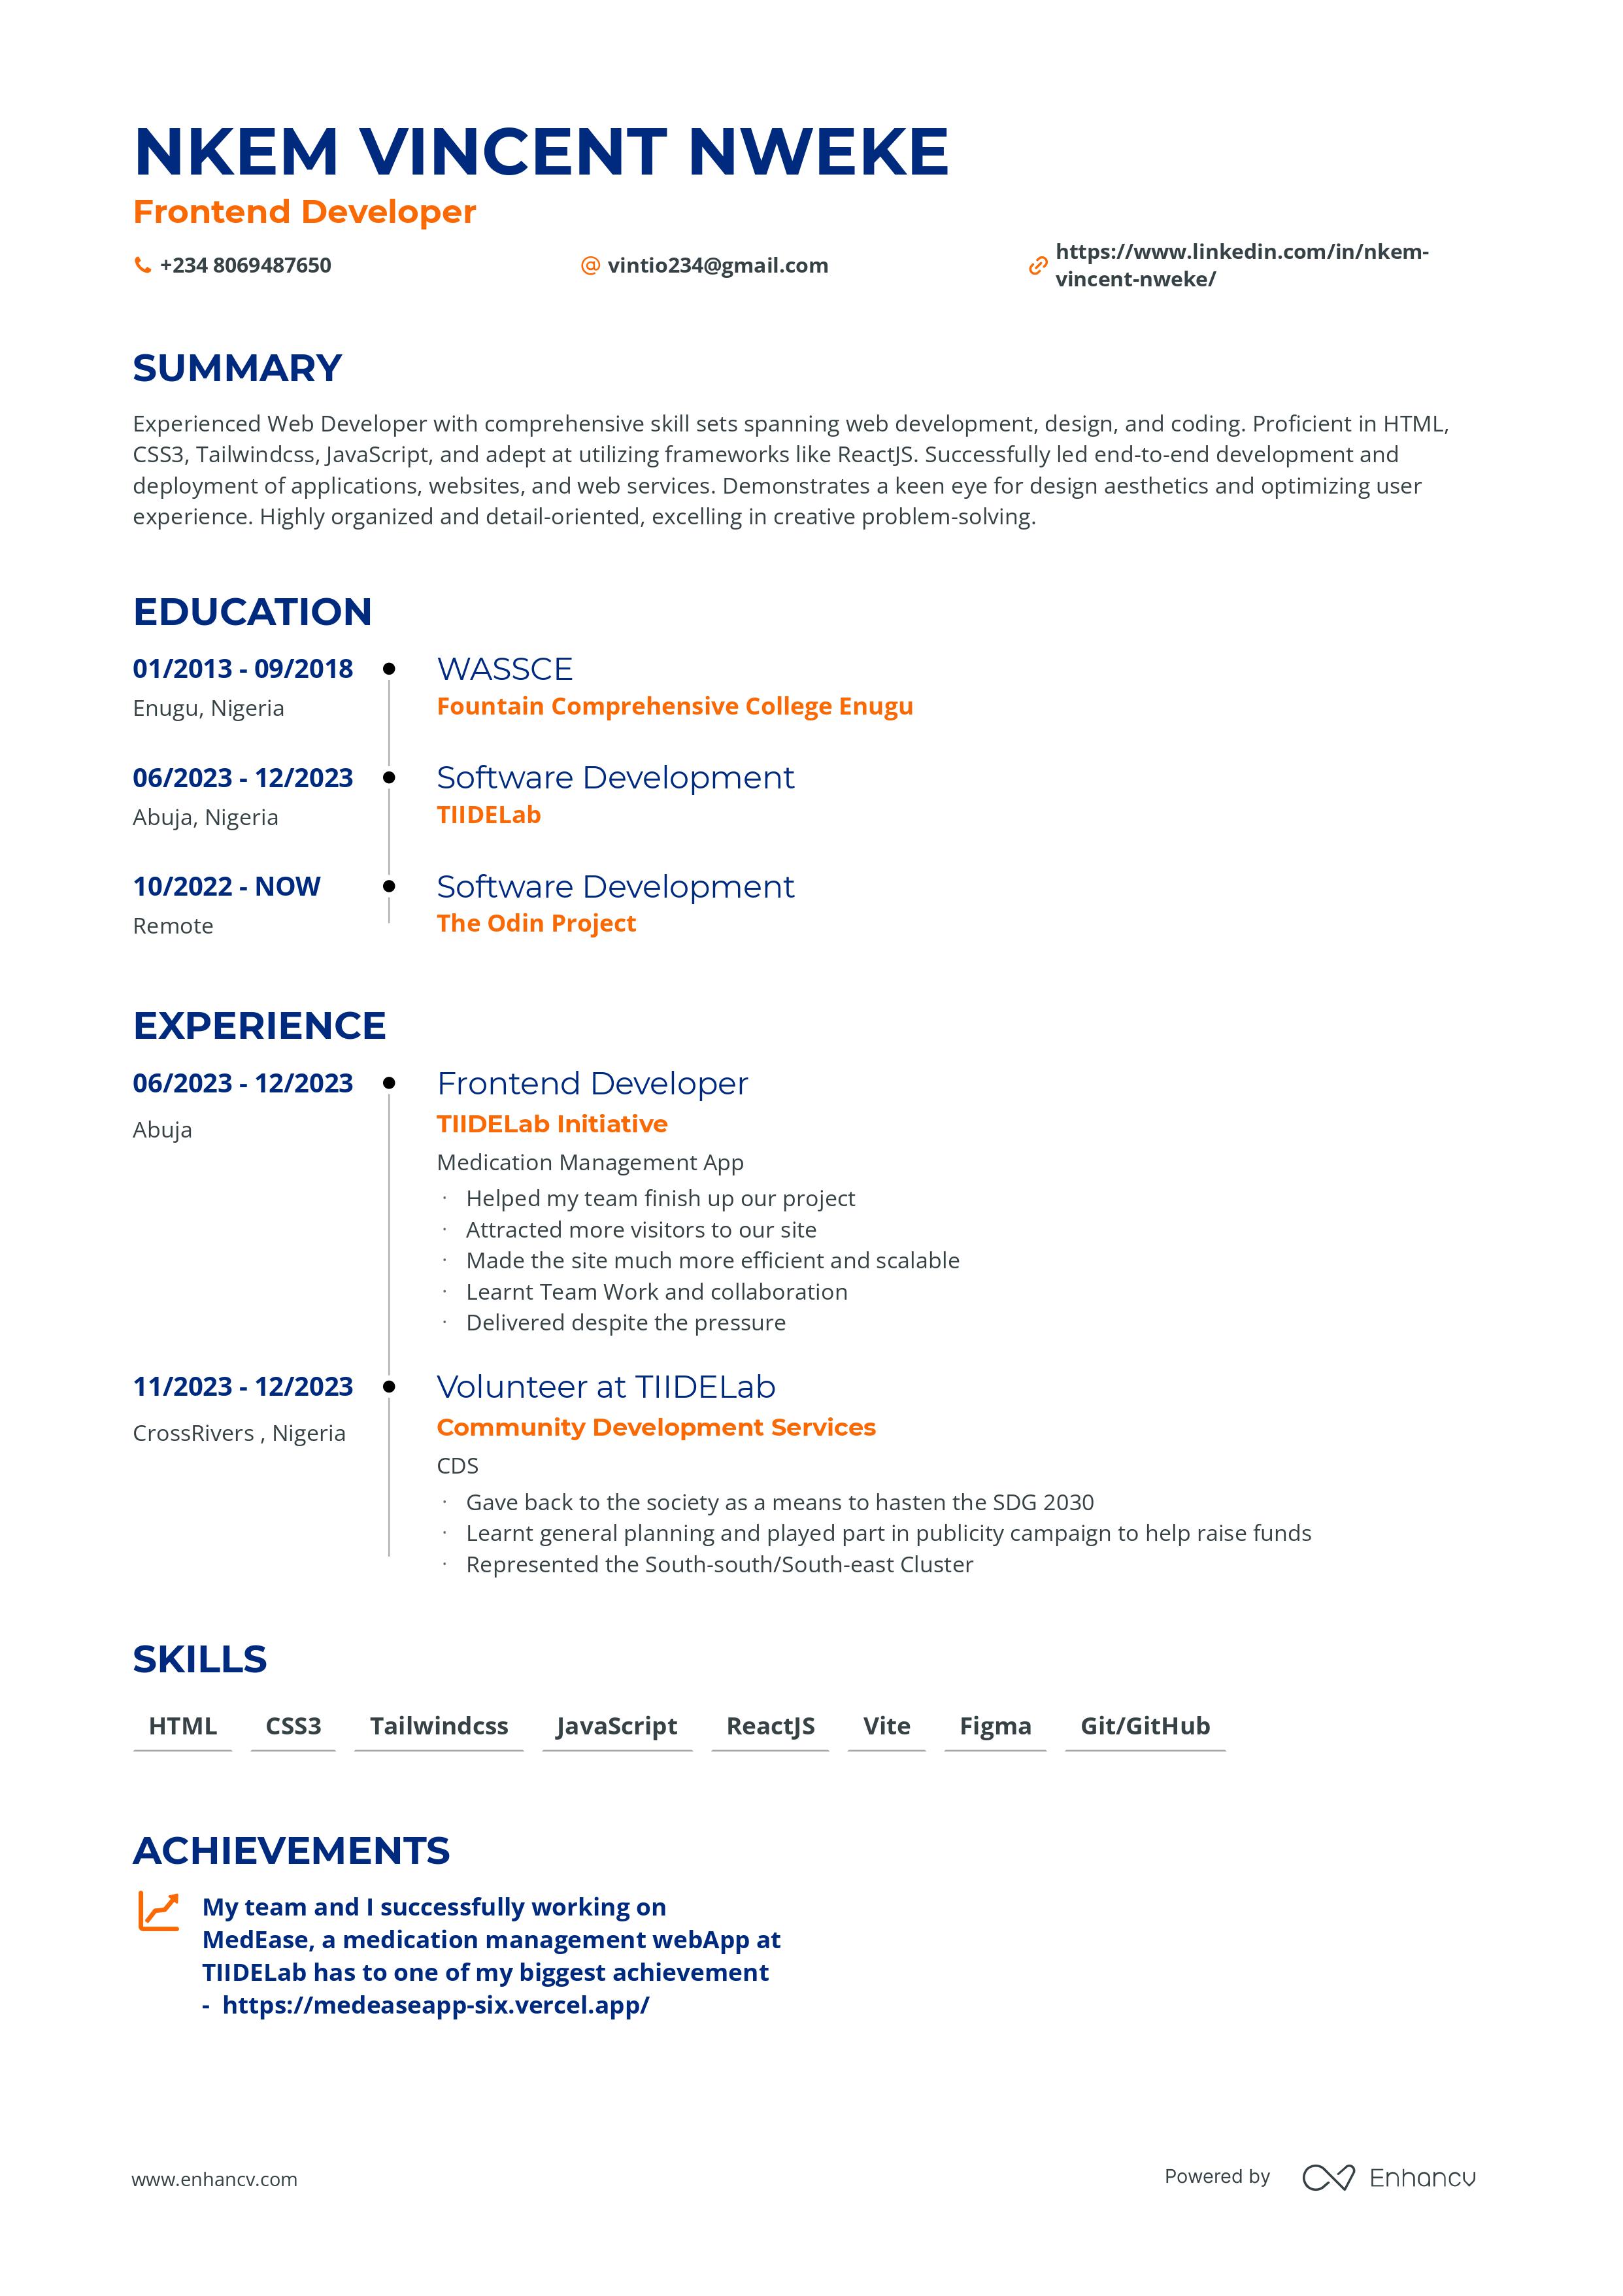 NKEM VINCENT NWEKE
Frontend Developer
+234 8069487650
@ vintio234@gmail.com
https://www.linkedin.com/in/nkem-
vincent-nweke/
SUMMARY
Experienced Web Developer with comprehensive skill sets spanning web development, design, and coding. Proficient in HTML,
CSS3, Tailwindcss, JavaScript, and adept at utilizing frameworks like ReactJS. Successfully led end-to-end development and
deployment of applications, websites, and web services. Demonstrates a keen eye for design aesthetics and optimizing user
experience. Highly organized and detail-oriented, excelling in creative problem-solving.
EDUCATION
01/2013 - 09/2018
Enugu, Nigeria
WASSCE
Fountain Comprehensive College Enugu
06/2023 - 12/2023
Abuja, Nigeria
Software Development
TIIDELab
10/2022 - NOW
Remote
Software Development
The Odin Project
EXPERIENCE
06/2023 - 12/2023
Abuja
Frontend Developer
TIIDELab Initiative
Medication Management App
· Helped my team finish up our project
· Attracted more visitors to our site
· Made the site much more efficient and scalable
· Learnt Team Work and collaboration
· Delivered despite the pressure
11/2023 - 12/2023
CrossRivers , Nigeria
Volunteer at TIIDELab
Community Development Services
CDS
· Gave back to the society as a means to hasten the SDG 2030
· Learnt general planning and played part in publicity campaign to help raise funds
· Represented the South-south/South-east Cluster
SKILLS
HTML CSS3 Tailwindcss JavaScript ReactJS Vite Figma Git/GitHub
ACHIEVEMENTS
My team and I successfully working on
MedEase, a medication management webApp at
TIIDELab has to one of my biggest achievement
- https://medeaseapp-six.vercel.app/
www.enhancv.com
Powered by Enhancv